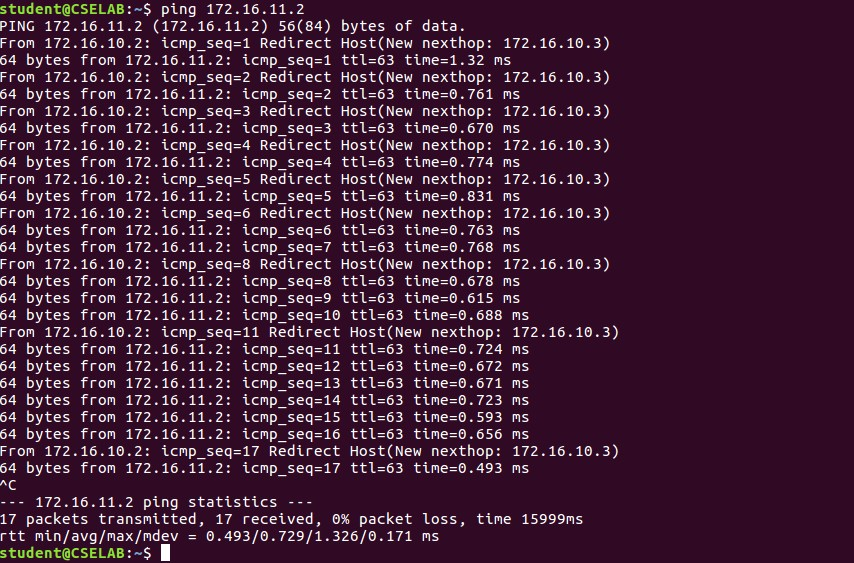 student@CSELAB:~$ ping 172.16.11.2
PING 172.16.11.2 (172.16.11.2) 56(84) bytes of data.
From 172.16.10.2: icmp_seq=1 Redirect Host(New nexthop: 172.16.10.3)
64 bytes from 172.16.11.2: icmp_seq=1 ttl=63 time=1.32 ms
From 172.16.10.2: icmp_seq=2 Redirect Host(New nexthop: 172.16.10.3)
64 bytes from 172.16.11.2: icmp_seq=2 ttl=63 time=0.761 ms
From 172.16.10.2: icmp_seq=3 Redirect Host(New nexthop: 172.16.10.3)
64 bytes from 172.16.11.2: icmp_seq=3 ttl=63 time=0.670 ms
From 172.16.10.2: icmp_seq=4 Redirect Host(New nexthop: 172.16.10.3)
64 bytes from 172.16.11.2: icmp_seq=4 ttl=63 time=0.774 ms
From 172.16.10.2: icmp_seq=5 Redirect Host(New nexthop: 172.16.10.3)
64 bytes from 172.16.11.2: icmp_seq=5 ttl=63 time=0.831 ms
From 172.16.10.2: icmp_seq=6 Redirect Host(New nexthop: 172.16.10.3)
64 bytes from 172.16.11.2: icmp_seq=6 ttl=63 time=0.763 ms
64 bytes from 172.16.11.2: icmp_seq=7 ttl=63 time=0.768 ms
From 172.16.10.2: icmp_seq=8 Redirect Host(New nexthop: 172.16.10.3)
64 bytes from 172.16.11.2: icmp_seq=8 ttl=63 time=0.678 ms
64 bytes from 172.16.11.2: icmp_seq=9 ttl=63 time=0.615 ms
64 bytes from 172.16.11.2: icmp_seq=10 ttl=63 time=0.688 ms
From 172.16.10.2: icmp_seq=11 Redirect Host(New nexthop: 172.16.10.3)
64 bytes from 172.16.11.2: icmp_seq=11 ttl=63 time=0.724 ms
64 bytes from 172.16.11.2: icmp_seq=12 ttl=63 time=0.672 ms
64 bytes from 172.16.11.2: icmp_seq=13 ttl=63 time=0.671 ms
64 bytes from 172.16.11.2: icmp_seq=14 ttl=63 time=0.723 ms
64 bytes from 172.16.11.2: icmp_seq=15 ttl=63 time=0.593 ms
64 bytes from 172.16.11.2: icmp_seq=16 ttl=63 time=0.656 ms
From 172.16.10.2: icmp_seq=17 Redirect Host(New nexthop: 172.16.10.3)
64 bytes from 172.16.11.2: icmp_seq=17 ttl=63 time=0.493 ms
^C
--- 172.16.11.2 ping statistics ---
17 packets transmitted, 17 received, 0% packet loss, time 15999ms
rtt min/avg/max/mdev = 0.493/0.729/1.326/0.171 ms
student@CSELAB:~$